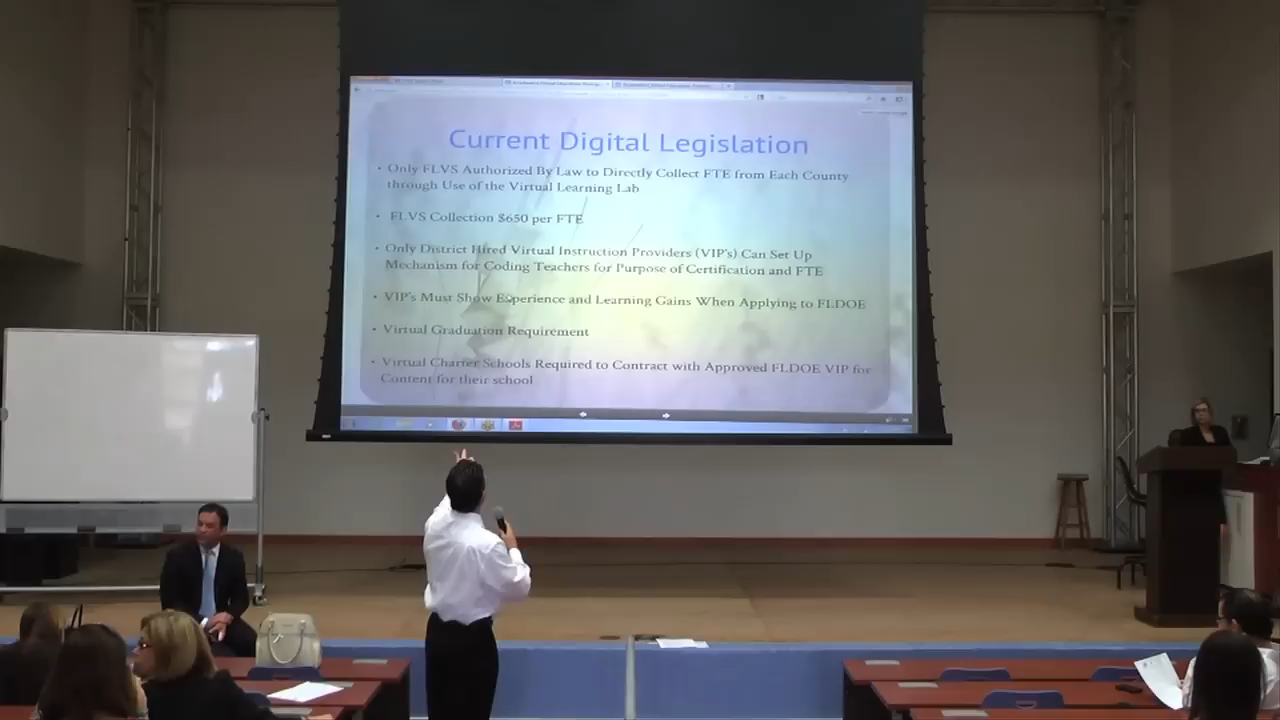 Current Digital Legislation
• Only FLVS Authorized By Law to Directly Collect FTE from Each County
through Use of the Virtual Learning Lab
• FLVS Collection $650 per FTE
• Only District Hired Virtual Instruction Providers (VIP's) Can Set Up
Mechanism for Coding Teachers for Purpose of Certification and FTE
• VIP's Must Show Experience and Learning Gains When Applying to FLDOE
• Virtual Graduation Requirement
• Virtual Charter Schools Required to Contract with Approved FLDOE VIP for
Content for their school